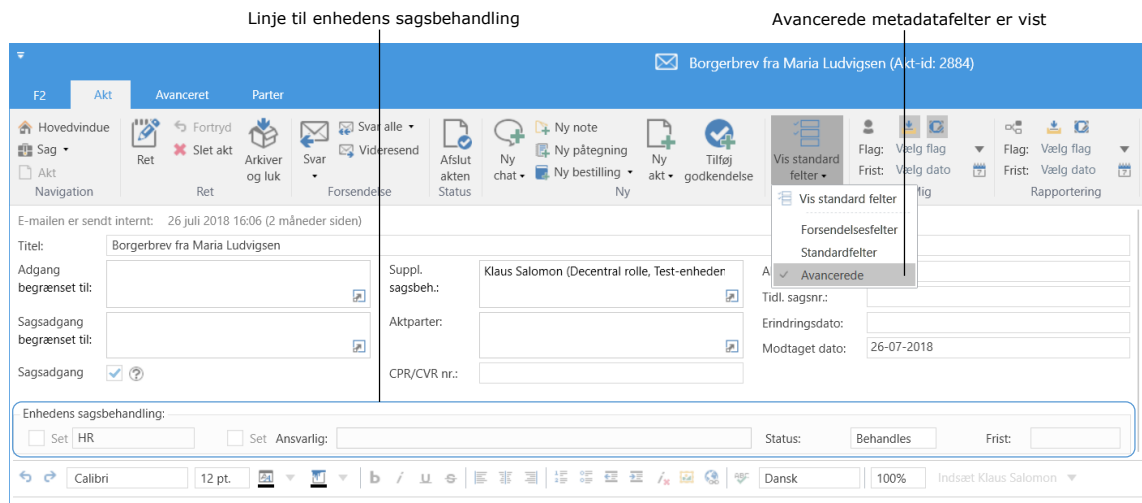 Linje til enhedens sagsbehandling
Avancerede metadatafelter er vist
Borgerbrev fra Maria Ludvigsen (Akt-id: 2884)
F2 Akt Avanceret Parter
Hovedvindue
Sag
Akt
Navigation
Ret
Fortryd
Slet akt
Arkiver
og luk
Ret
Svar
Svar alle
Videresend
Forsendelse
Afslut
akten
Status
Ny
chat
Ny note
Ny påtegning
Ny bestilling
Ny
akt
Tilføj
godkendelse
Ny
Vis standard
felter
Flag: Vælg flag
Frist: Vælg dato
Mig
Flag: Vælg flag
Frist: Vælg dato
Rapportering
Vis standard felter
Forsendelsesfelter
Standardfelter
Avancerede
E-mailen er sendt internt: 26 juli 2018 16:06 (2 måneder siden)
Titel: Borgerbrev fra Maria Ludvigsen
Adgang
begrænset til:
Suppl.
sagsbeh.:
Klaus Salomon (Decentral rolle, Test-enheden
A
Tidl. sagsnr.:
Sagsadgang
begrænset til:
Aktparter:
Erindringsdato:
Modtaget dato: 26-07-2018
Sagsadgang
CPR/CVR nr.:
Enhedens sagsbehandling:
Set HR Set Ansvarlig: Status: Behandles Frist:
Calibri 12 pt. b i u S ABC Dansk 100% Indsæt Klaus Salomon